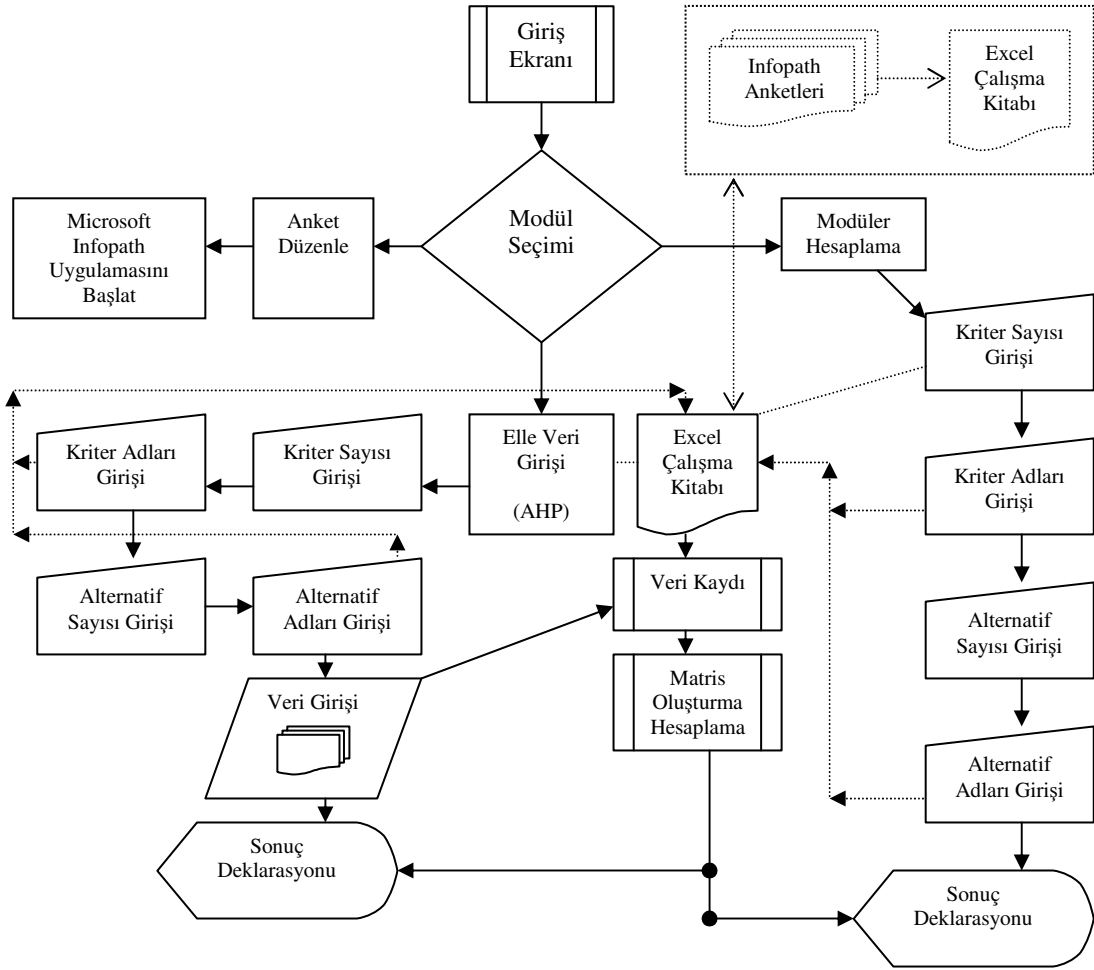 Giriş
Ekranı
Infopath
Anketleri
Excel
Çalışma
Kitabı
Microsoft
Infopath
Uygulamasını
Başlat
Anket
Düzenle
Modül
Seçimi
Modüler
Hesaplama
Kriter Sayısı
Girişi
Kriter Adları
Girişi
Kriter Sayısı
Girişi
Elle Veri
Girişi
(AHP)
Excel
Çalışma
Kitabı
Kriter Adları
Girişi
Alternatif
Sayısı Girişi
Alternatif
Adları Girişi
Veri Kaydı
Alternatif
Sayısı Girişi
Veri Girişi
Matris
Oluşturma
Hesaplama
Alternatif
Adları Girişi
Sonuç
Deklarasyonu
Sonuç
Deklarasyonu